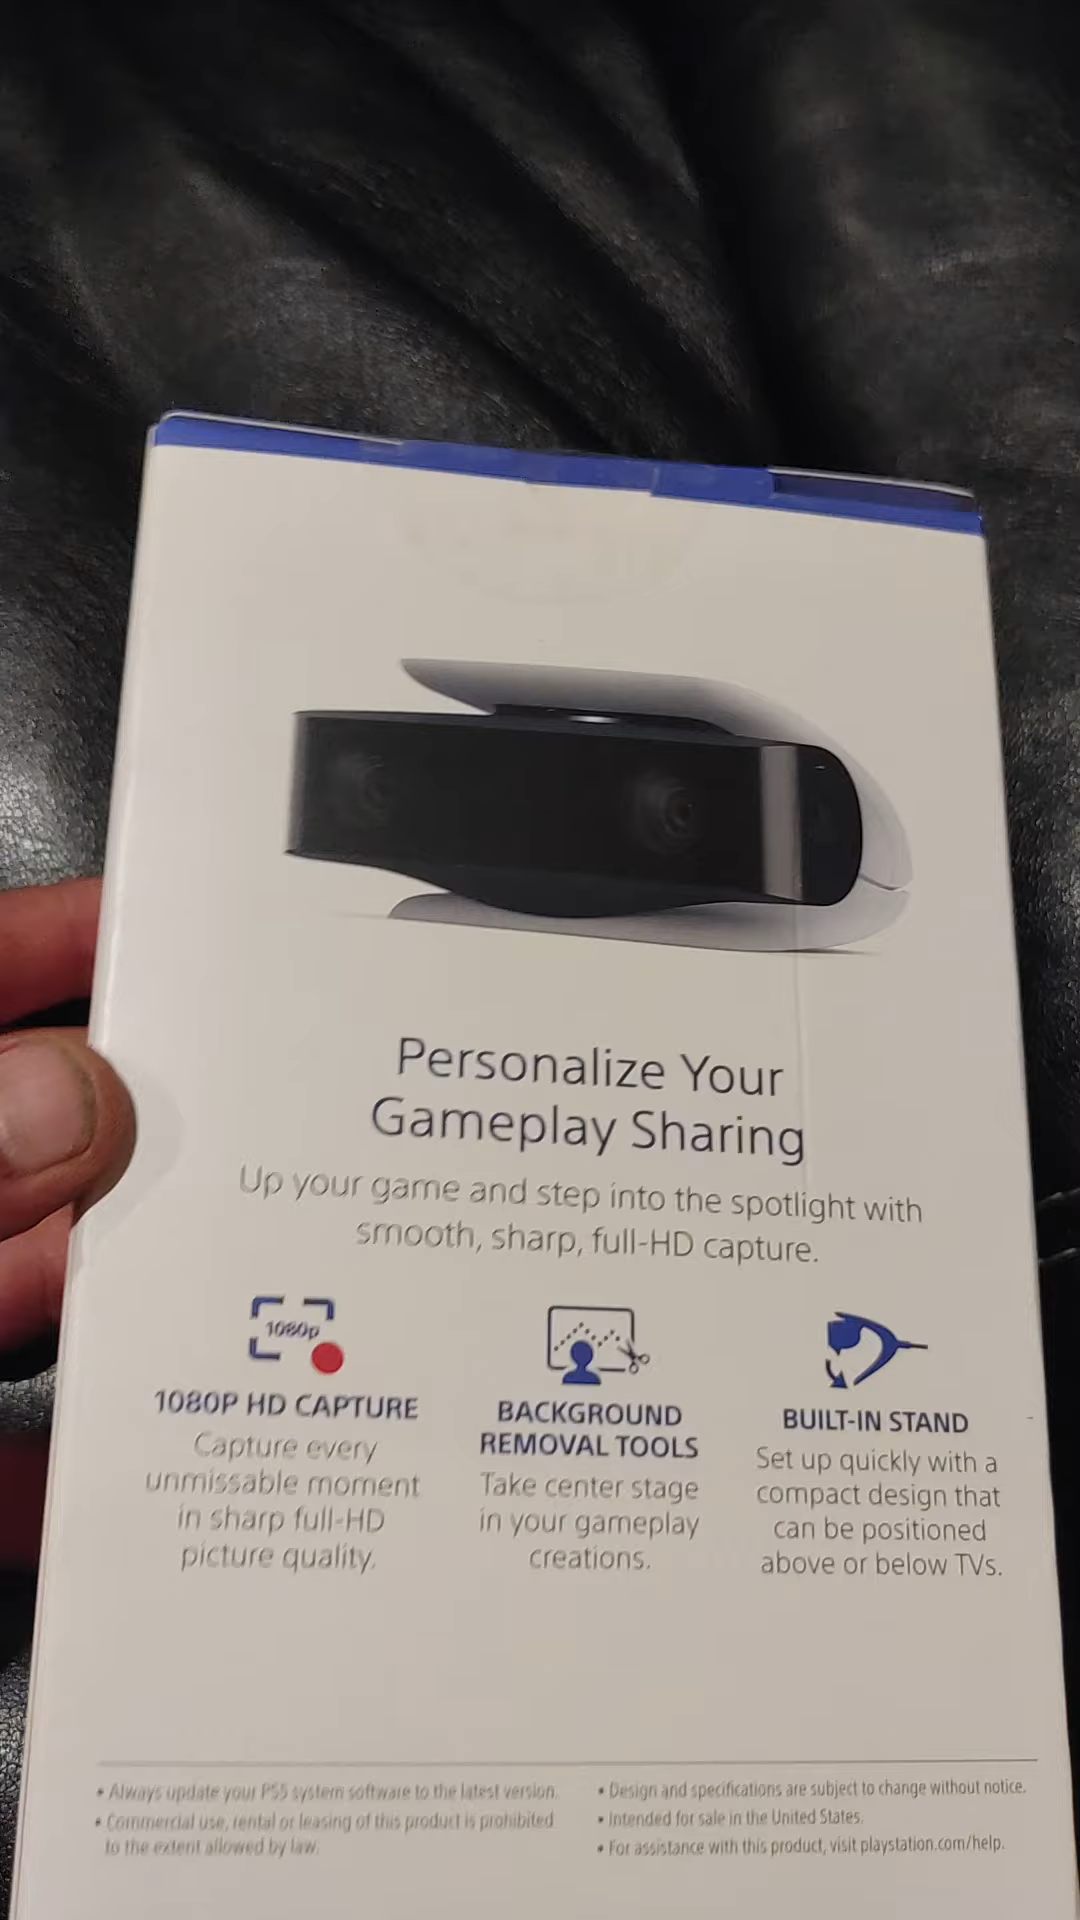 Personalize Your
Gameplay Sharing
Up your game and step into the spotlight with
smooth, sharp, full-HD capture.
1080p
1080P HD CAPTURE
Capture every
unmissable moment
in sharp full-HD
picture quality.
BACKGROUND
REMOVAL TOOLS
Take center stage
in your gameplay
creations.
BUILT-IN STAND
Set up quickly with a
compact design that
can be positioned
above or below TVs.
• Always update your PS5 system software to the latest version.
• Commercial use, rental or leasing of this product is prohibited
to the extent allowed by law.
• Design and specifications are subject to change without notice.
• Intended for sale in the United States.
• For assistance with this product, visit playstation.com/help.